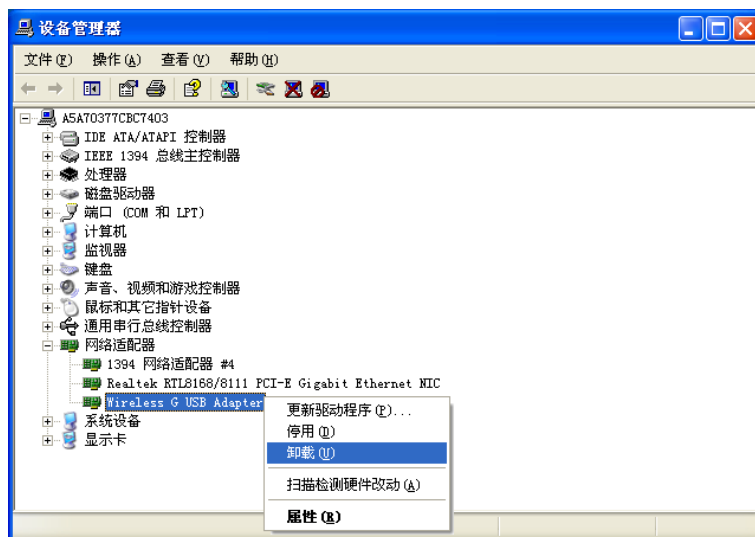 设备管理器
文件(F) 操作(A) 查看(V) 帮助(H)
A5A70377CBC7403
IDE ATA/ATAPI 控制器
IEEE 1394 总线主控制器
处理器
磁盘驱动器
端口 (COM 和 LPT)
计算机
监视器
键盘
声音、视频和游戏控制器
鼠标和其它指针设备
通用串行总线控制器
网络适配器
1394 网络适配器 #4
Realtek RTL8168/8111 PCI-E Gigabit Ethernet NIC
Wireless G USB Adapter
系统设备
显示卡
更新驱动程序(P)...
停用(D)
卸载(U)
扫描检测硬件改动(A)
属性(R)